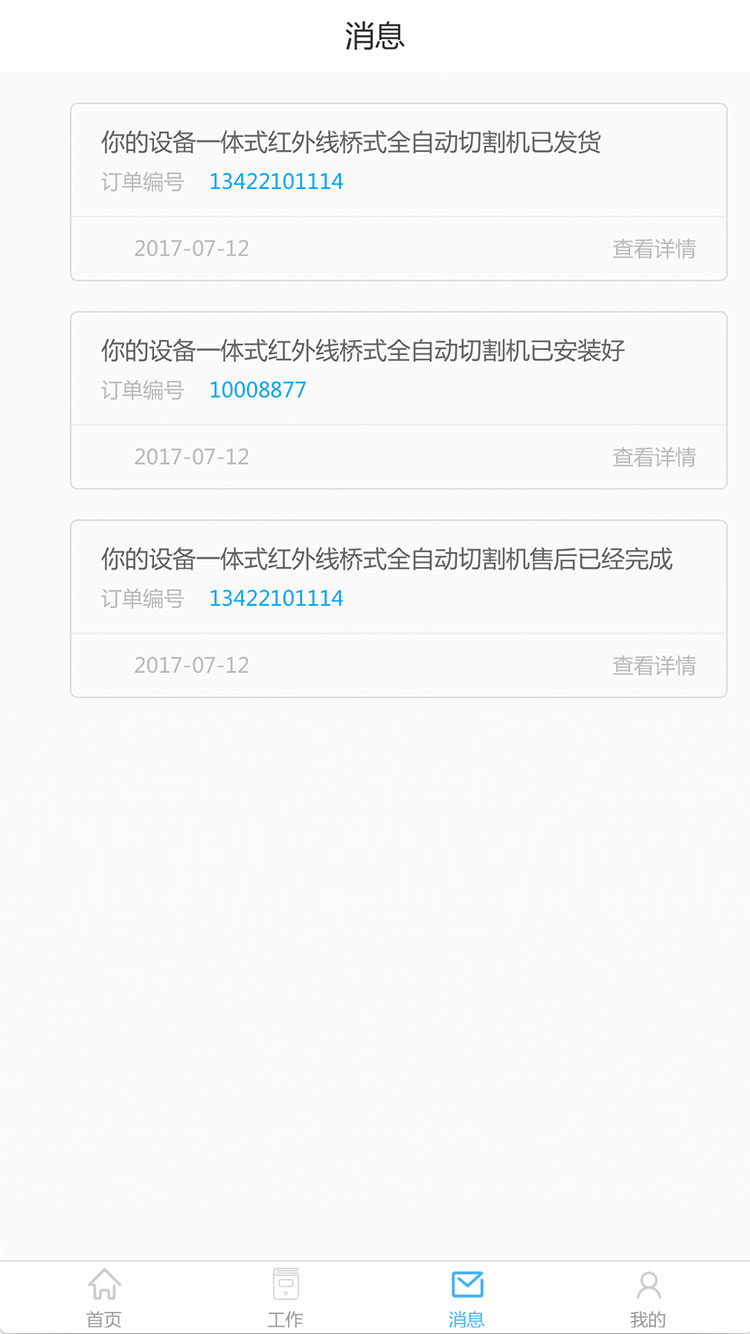 消息
你的设备一体式红外线桥式全自动切割机已发货
订单编号 13422101114
2017-07-12 查看详情
你的设备一体式红外线桥式全自动切割机已安装好
订单编号 10008877
2017-07-12 查看详情
你的设备一体式红外线桥式全自动切割机售后已经完成
订单编号 13422101114
2017-07-12 查看详情
首页 工作 消息 我的